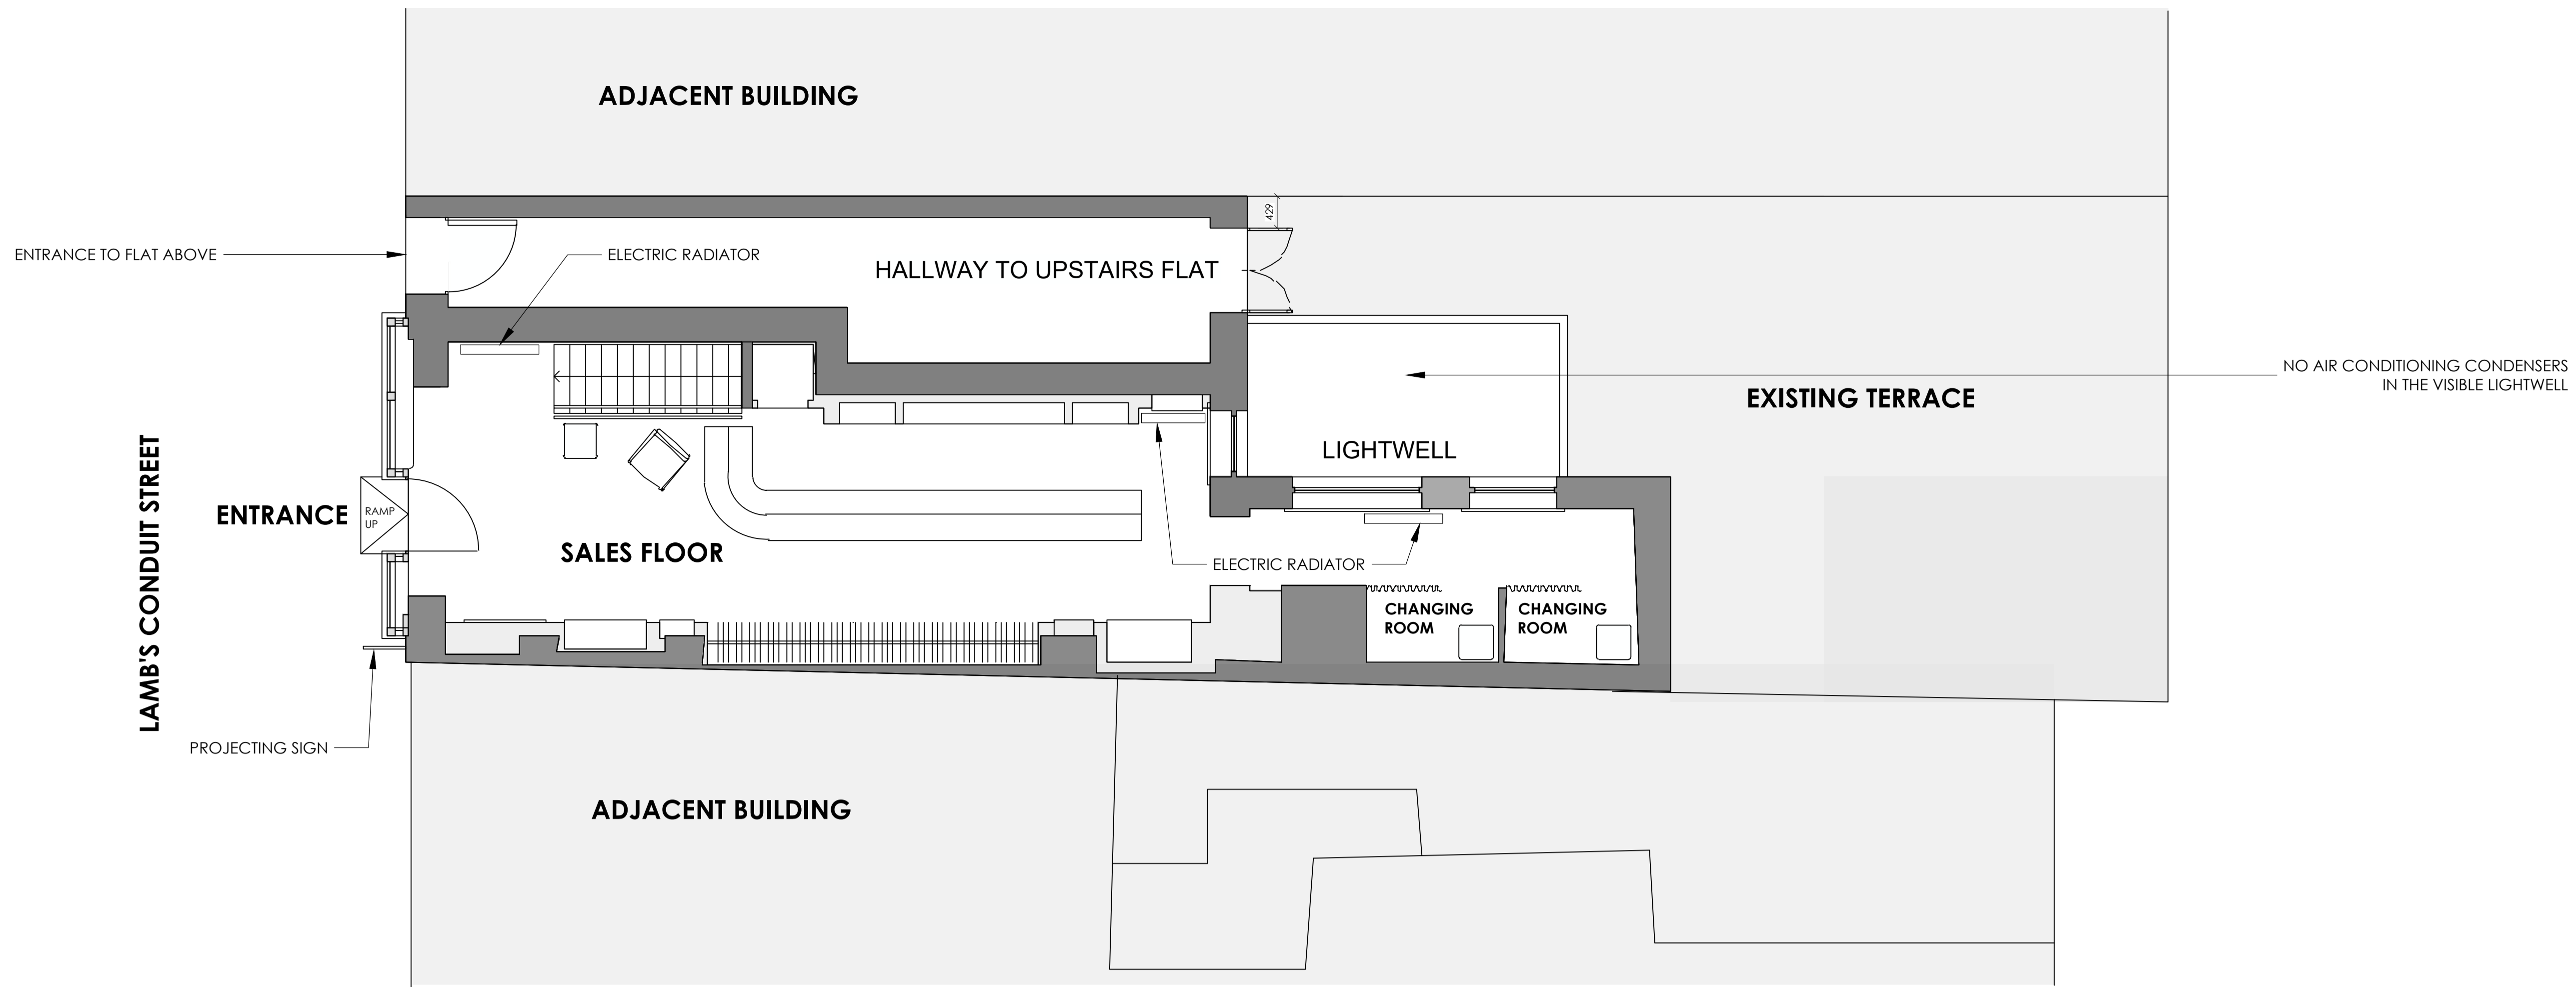 ADJACENT BUILDING
429
ENTRANCE TO FLAT ABOVE
ELECTRIC RADIATOR
HALLWAY TO UPSTAIRS FLAT
NO AIR CONDITIONING CONDENSERS
IN THE VISIBLE LIGHTWELL
EXISTING TERRACE
LIGHTWELL
LAMB'S CONDUIT STREET
ENTRANCE
RAMP
UP
SALES FLOOR
ELECTRIC RADIATOR
CHANGING
ROOM
CHANGING
ROOM
PROJECTING SIGN
ADJACENT BUILDING